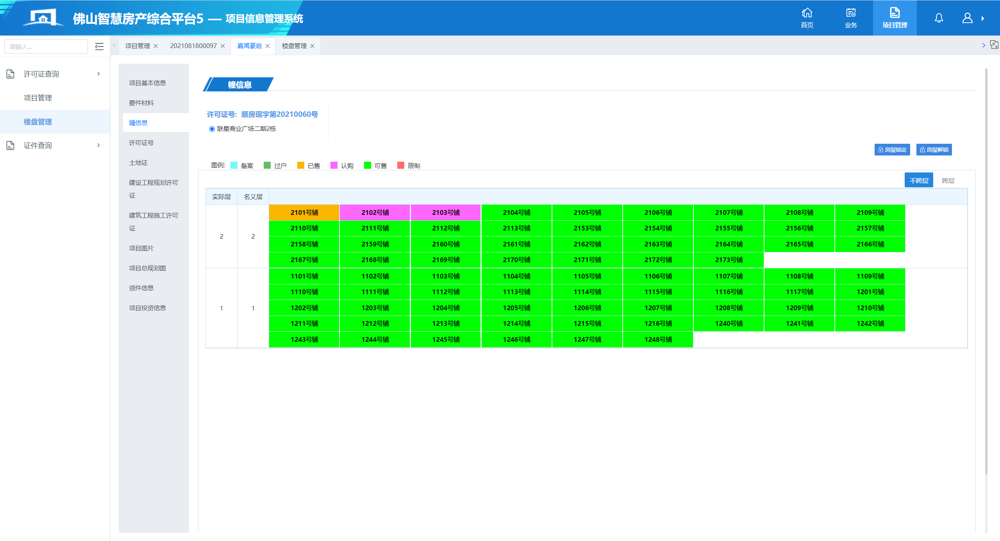 佛山智慧房产综合平台5 — 项目信息管理系统
首页
业务
项目管理
请输入...
项目管理 2021081800097 嘉禹豪庭 楼盘管理
许可证查询
项目管理
楼盘管理
证件查询
项目基本信息
要件材料
幢信息
许可证号
土地证
建设工程规划许可
证
建筑工程施工许可
证
项目图片
项目总规划图
领件信息
项目投资信息
幢信息
许可证号: 顺房现字第20210060号
联星商业广场二期2栋
房屋锁定 房屋解锁
图例: 备案 过户 已售 认购 可售 限制
不跨层 跨层
实际层 名义层
2 2
2101号铺 2102号铺 2103号铺 2104号铺 2105号铺 2106号铺 2107号铺 2108号铺 2109号铺
2110号铺 2111号铺 2112号铺 2113号铺 2153号铺 2154号铺 2155号铺 2156号铺 2157号铺
2158号铺 2159号铺 2160号铺 2161号铺 2162号铺 2163号铺 2164号铺 2165号铺 2166号铺
2167号铺 2168号铺 2169号铺 2170号铺 2171号铺 2172号铺 2173号铺
1 1
1101号铺 1102号铺 1103号铺 1104号铺 1105号铺 1106号铺 1107号铺 1108号铺 1109号铺
1110号铺 1111号铺 1112号铺 1113号铺 1114号铺 1115号铺 1116号铺 1117号铺 1201号铺
1202号铺 1203号铺 1204号铺 1205号铺 1206号铺 1207号铺 1208号铺 1209号铺 1210号铺
1211号铺 1212号铺 1213号铺 1214号铺 1215号铺 1216号铺 1240号铺 1241号铺 1242号铺
1243号铺 1244号铺 1245号铺 1246号铺 1247号铺 1248号铺